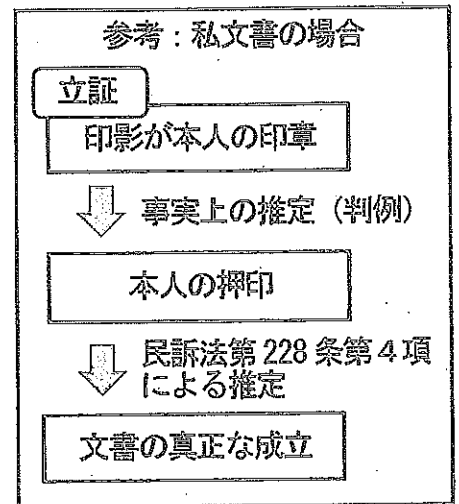 参考：私文書の場合
立証
印影が本人の印章
事実上の推定（判例）
本人の押印
民訴法第228条第4項
による推定
文書の真正な成立